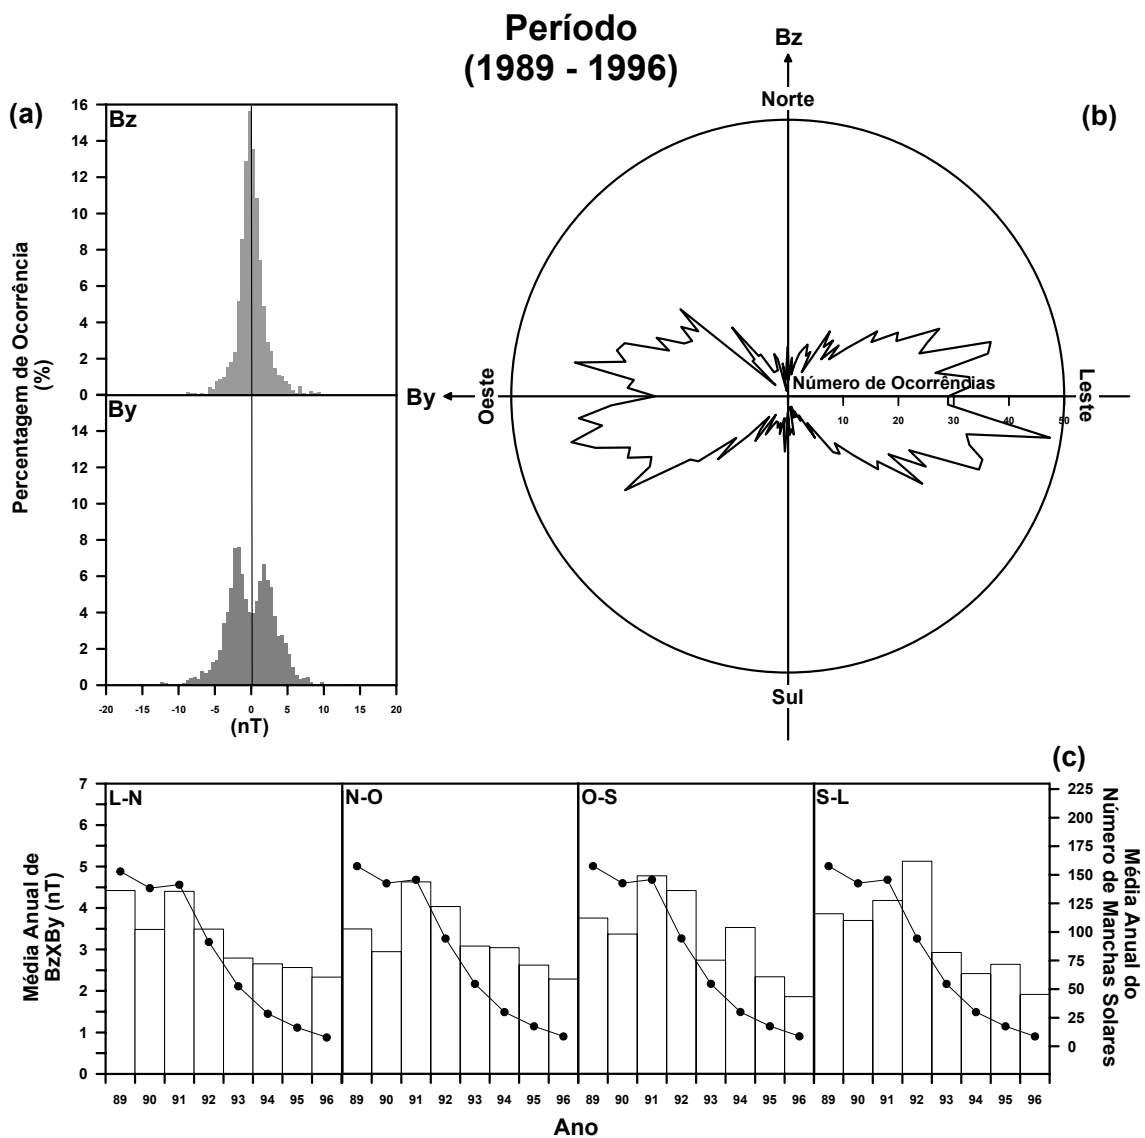 Período
(1989 - 1996)
(a)
Bz
16
14
12
10
8
6
4
2
0
By
14
12
10
8
6
4
2
0
-20 -15 -10 -5 0 5 10 15 20
(nT)
Percentagem de Ocorrência
(%)
(b)
Bz
Norte
By
Oeste
Leste
Número de Ocorrências
10 20 30 40 50
Sul
(c)
L-N
N-O
O-S
S-L
7
6
5
4
3
2
1
0
Média Anual de
BzXBy (nT)
225
200
175
150
125
100
75
50
25
0
Média Anual do
Número de Manchas Solares
89 90 91 92 93 94 95 96 89 90 91 92 93 94 95 96 89 90 91 92 93 94 95 96 89 90 91 92 93 94 95 96
Ano